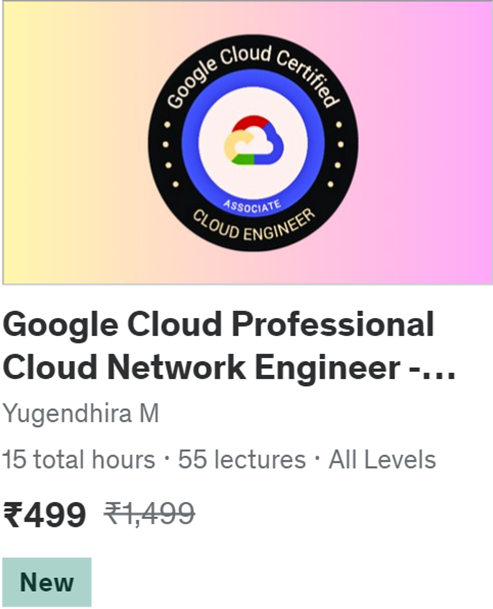 Google Cloud Certified
ASSOCIATE
CLOUD ENGINEER
Google Cloud Professional
Cloud Network Engineer -...
Yugendhira M
15 total hours · 55 lectures · All Levels
₹499 ₹1,499
New